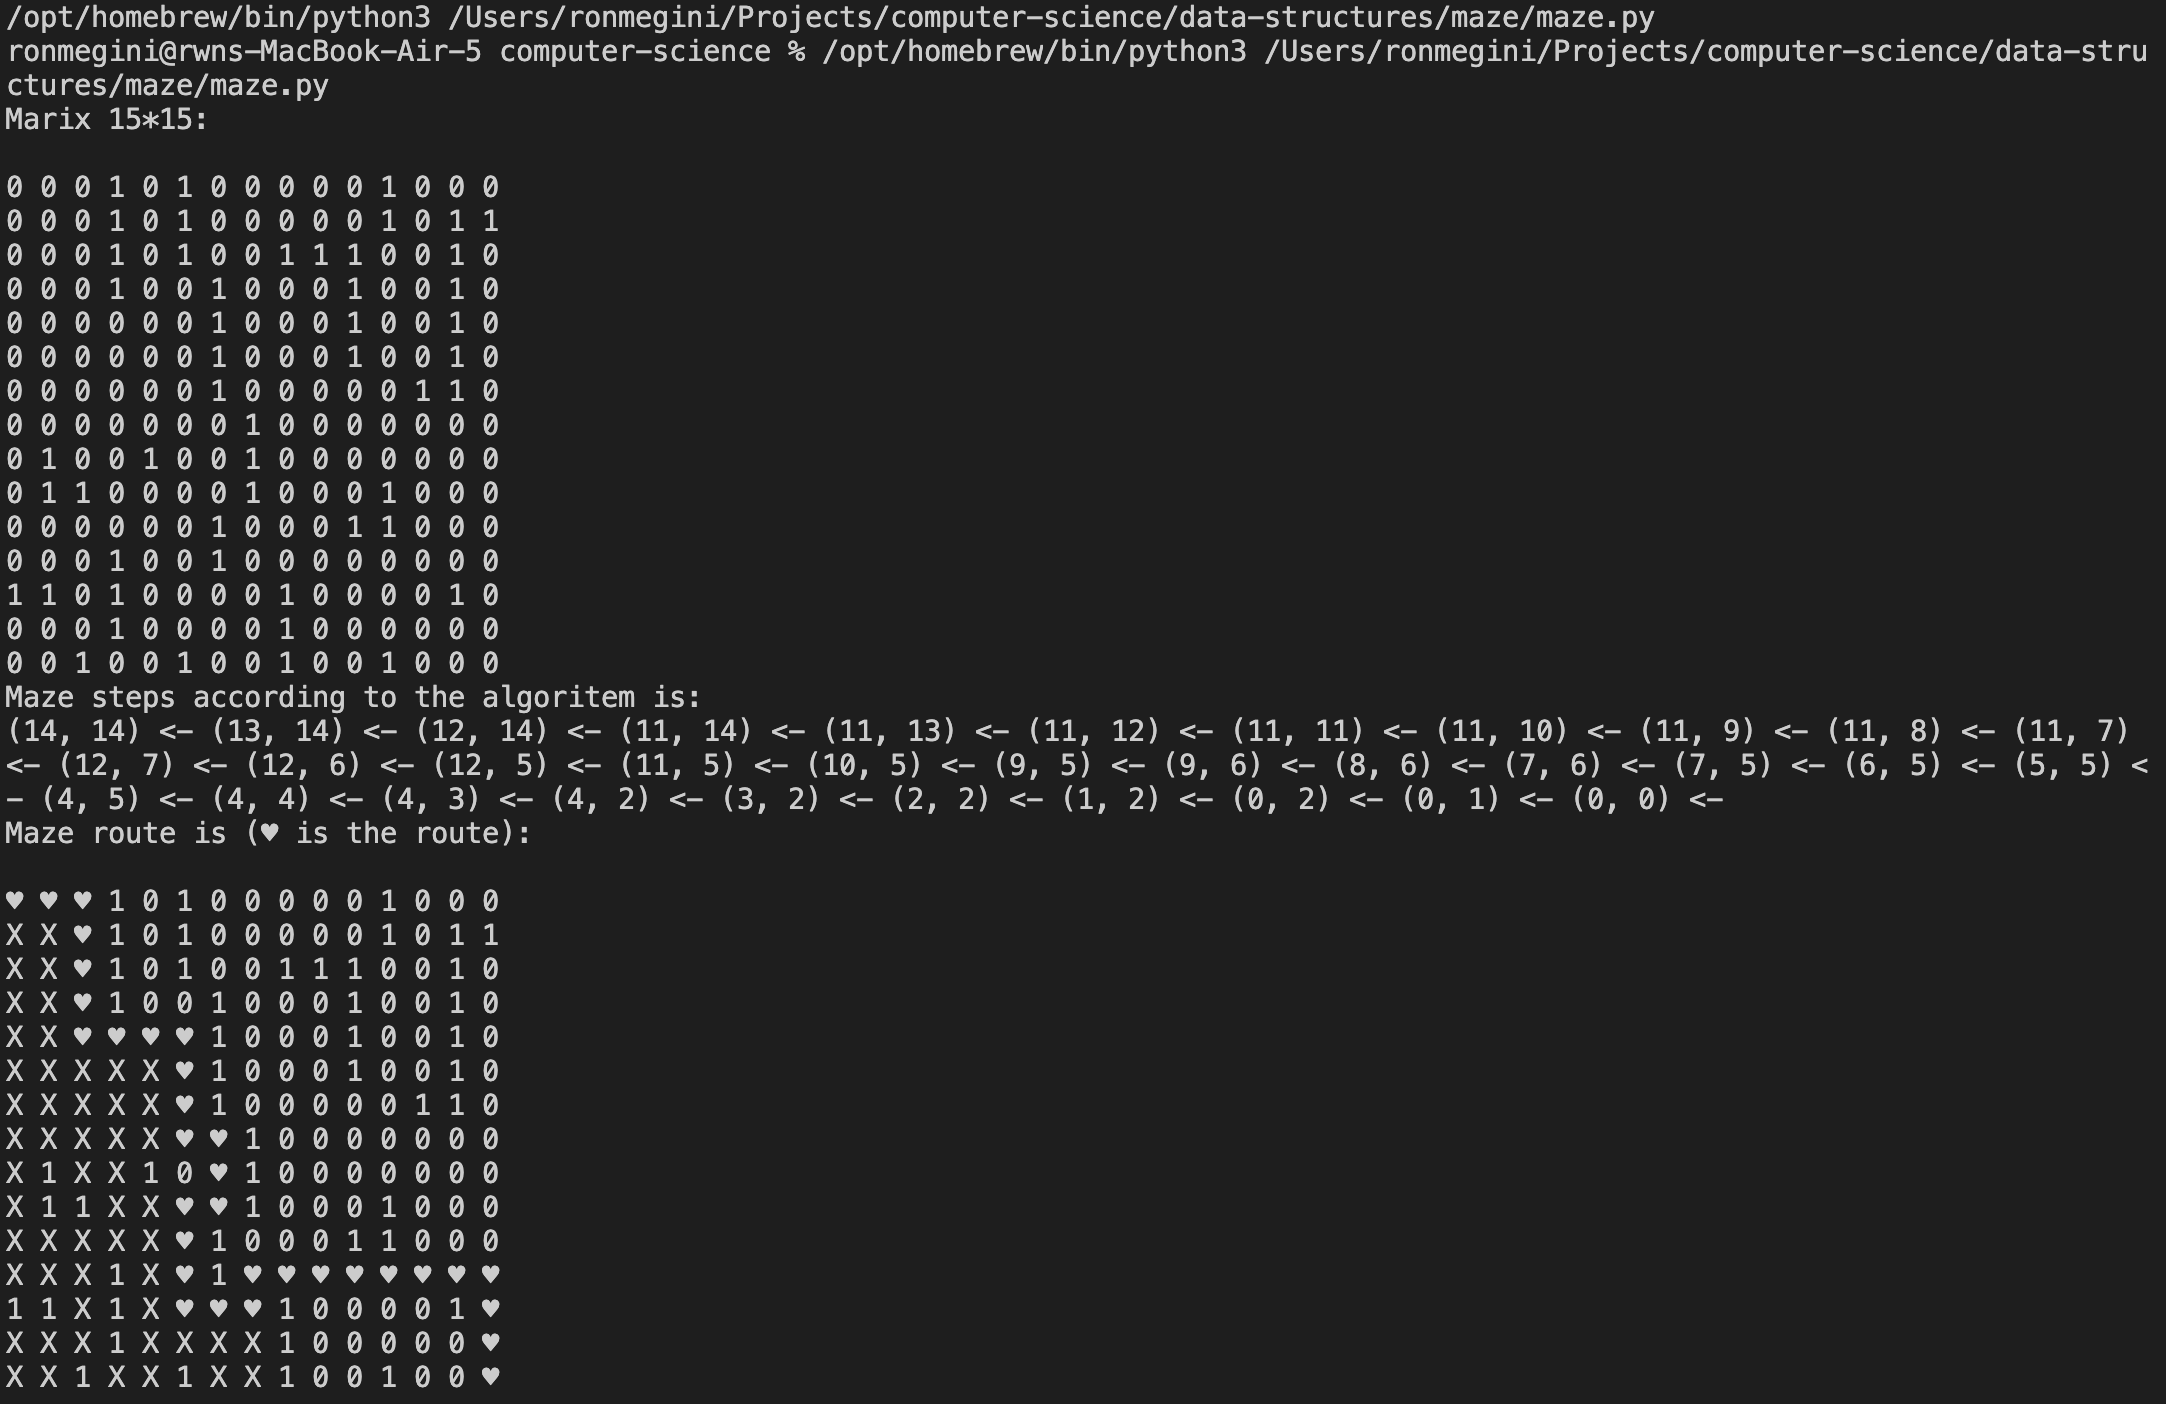 /opt/homebrew/bin/python3 /Users/ronmegini/Projects/computer-science/data-structures/maze/maze.py
ronmegini@rwns-MacBook-Air-5 computer-science % /opt/homebrew/bin/python3 /Users/ronmegini/Projects/computer-science/data-stru
ctures/maze/maze.py
Marix 15*15:
0 0 0 1 0 1 0 0 0 0 0 1 0 0 0
0 0 0 1 0 1 0 0 0 0 0 1 0 1 1
0 0 0 1 0 1 0 0 1 1 1 0 0 1 0
0 0 0 1 0 0 1 0 0 0 1 0 0 1 0
0 0 0 0 0 0 1 0 0 0 1 0 0 1 0
0 0 0 0 0 0 1 0 0 0 1 0 0 1 0
0 0 0 0 0 0 1 0 0 0 0 0 1 1 0
0 0 0 0 0 0 0 1 0 0 0 0 0 0 0
0 1 0 0 1 0 0 1 0 0 0 0 0 0 0
0 1 1 0 0 0 0 1 0 0 0 1 0 0 0
0 0 0 0 0 0 1 0 0 0 1 1 0 0 0
0 0 0 1 0 0 1 0 0 0 0 0 0 0 0
1 1 0 1 0 0 0 0 1 0 0 0 0 1 0
0 0 0 1 0 0 0 0 1 0 0 0 0 0 0
0 0 1 0 0 1 0 0 1 0 0 1 0 0 0
Maze steps according to the algoritem is:
(14, 14) <- (13, 14) <- (12, 14) <- (11, 14) <- (11, 13) <- (11, 12) <- (11, 11) <- (11, 10) <- (11, 9) <- (11, 8) <- (11, 7)
<- (12, 7) <- (12, 6) <- (12, 5) <- (11, 5) <- (10, 5) <- (9, 5) <- (9, 6) <- (8, 6) <- (7, 6) <- (7, 5) <- (6, 5) <- (5, 5) <
- (4, 5) <- (4, 4) <- (4, 3) <- (4, 2) <- (3, 2) <- (2, 2) <- (1, 2) <- (0, 2) <- (0, 1) <- (0, 0) <-
Maze route is (♥ is the route):
♥ ♥ ♥ 1 0 1 0 0 0 0 0 1 0 0 0
X X ♥ 1 0 1 0 0 0 0 0 1 0 1 1
X X ♥ 1 0 1 0 0 1 1 1 0 0 1 0
X X ♥ 1 0 0 1 0 0 0 1 0 0 1 0
X X ♥ ♥ ♥ ♥ 1 0 0 0 1 0 0 1 0
X X X X X ♥ 1 0 0 0 1 0 0 1 0
X X X X X ♥ 1 0 0 0 0 0 1 1 0
X X X X X ♥ ♥ 1 0 0 0 0 0 0 0
X 1 X X 1 0 ♥ 1 0 0 0 0 0 0 0
X 1 1 X X ♥ ♥ 1 0 0 0 1 0 0 0
X X X X X ♥ 1 0 0 0 1 1 0 0 0
X X X 1 X ♥ 1 ♥ ♥ ♥ ♥ ♥ ♥ ♥ ♥
1 1 X 1 X ♥ ♥ ♥ 1 0 0 0 0 1 ♥
X X X 1 X X X X 1 0 0 0 0 0 ♥
X X 1 X X 1 X X 1 0 0 1 0 0 ♥